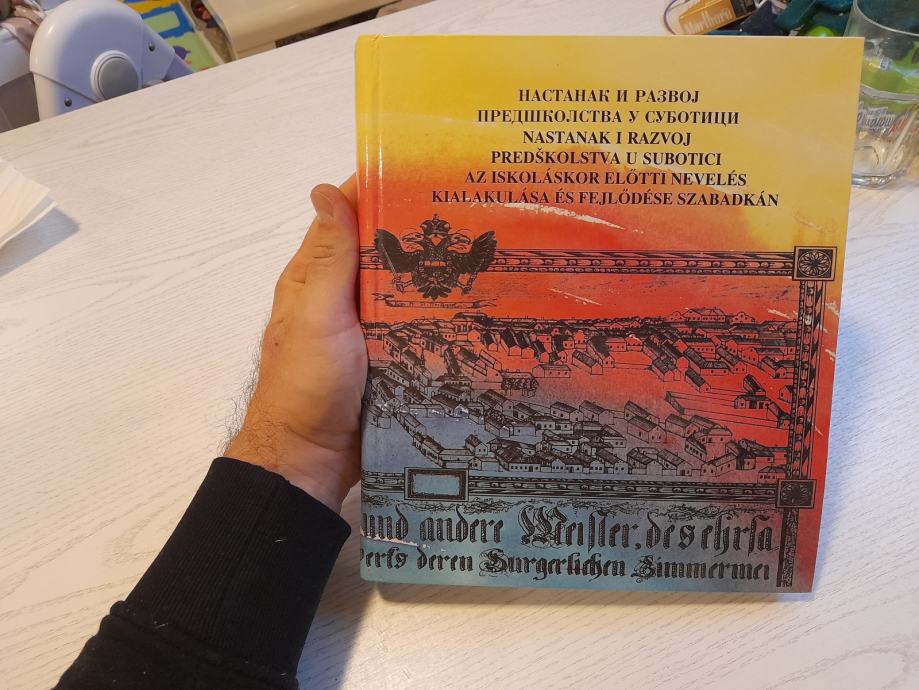 Marlboro
НАСТАНАК И РАЗВОЈ
ПРЕДШКОЛСТВА У СУБОТИЦИ
NASTANAK I RAZVOJ
PREDŠKOLSTVA U SUBOTICI
AZ ISKOLÁSKOR ELŐTTI NEVELÉS
KIALAKULÁSA ÉS FEJLŐDÉSE SZABADKÁN
und andere Meister, des ehrsa
werks deren Burgerlichen Zimmermei